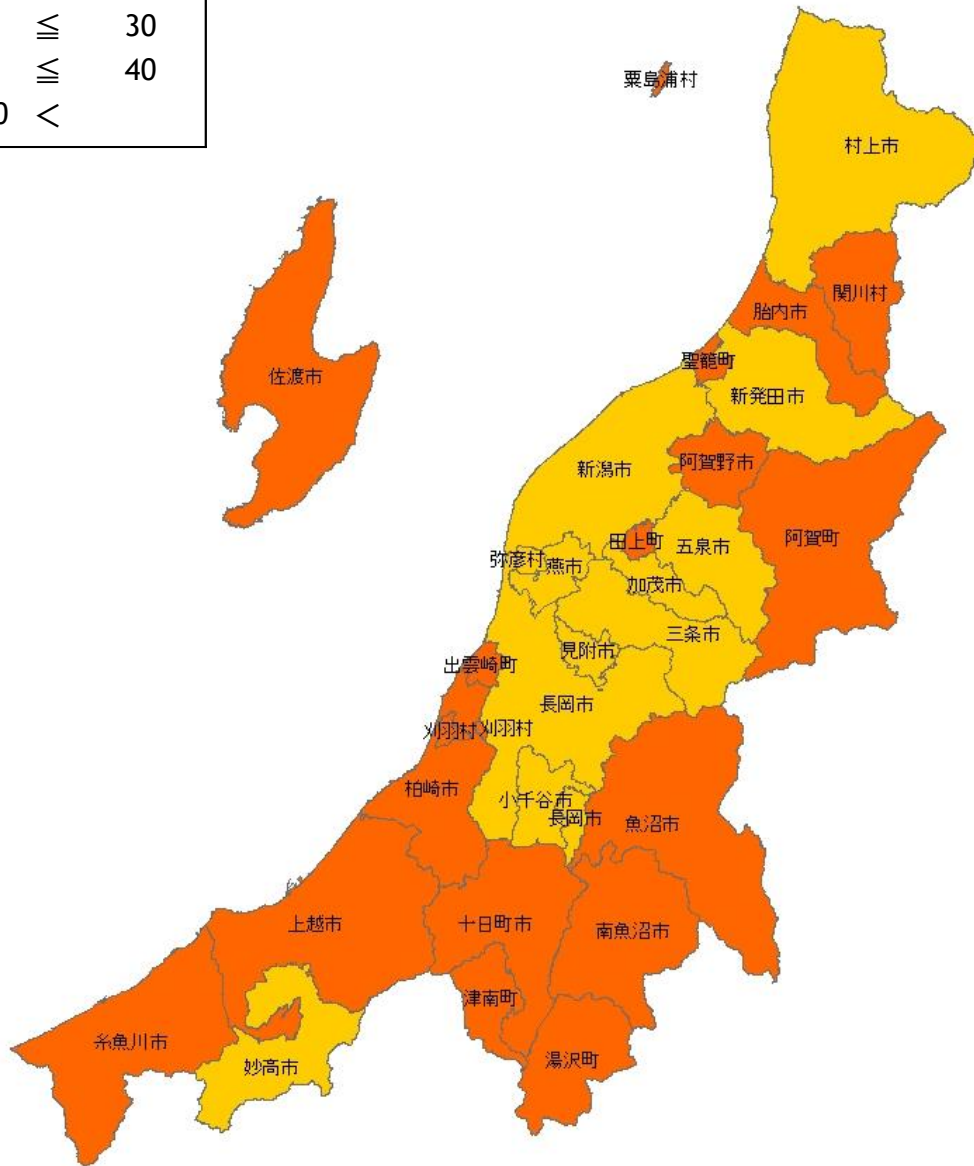 ≦ 30
≦ 40
0 <
粟島浦村
村上市
関川村
胎内市
聖籠町
佐渡市
新発田市
新潟市
阿賀野市
阿賀町
田上町
五泉市
弥彦村
燕市
加茂市
三条市
見附市
出雲崎町
長岡市
刈羽村
刈羽村
柏崎市
小千谷市
長岡市
魚沼市
上越市
十日町市
南魚沼市
津南町
糸魚川市
湯沢町
妙高市